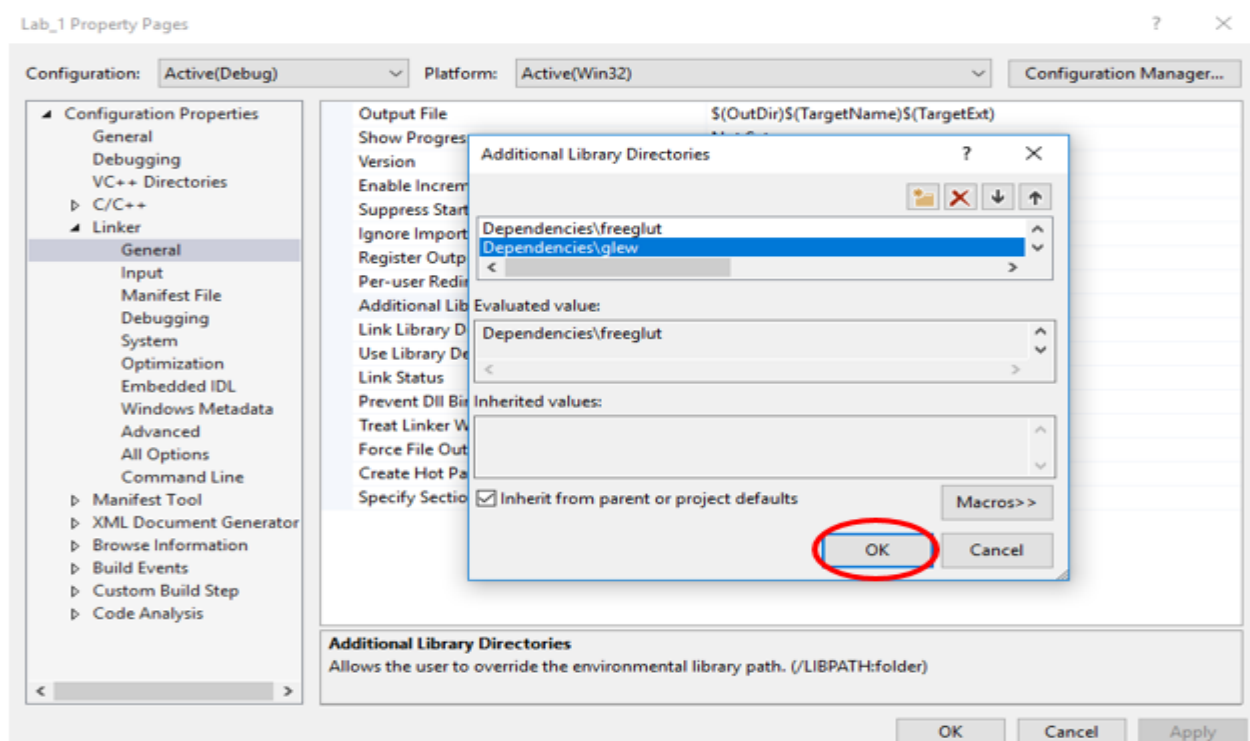 Lab_1 Property Pages
?
Configuration: Active(Debug) Platform: Active(Win32) Configuration Manager...
Configuration Properties
General
Debugging
VC++ Directories
C/C++
Linker
General
Input
Manifest File
Debugging
System
Optimization
Embedded IDL
Windows Metadata
Advanced
All Options
Command Line
Manifest Tool
XML Document Generator
Browse Information
Build Events
Custom Build Step
Code Analysis
Output File $(OutDir)$(TargetName)$(TargetExt)
Show Progres
Version
Enable Increm
Suppress Start
Ignore Import
Register Outp
Per-user Redir
Additional Lib
Link Library D
Use Library De
Link Status
Prevent Dll Bin
Treat Linker W
Force File Out
Create Hot Pa
Specify Sectio
Additional Library Directories
?
Dependencies\freeglut
Dependencies\glew
Evaluated value:
Dependencies\freeglut
Inherited values:
Inherit from parent or project defaults
Macros>>
OK Cancel
Additional Library Directories
Allows the user to override the environmental library path. (/LIBPATH:folder)
OK Cancel Apply